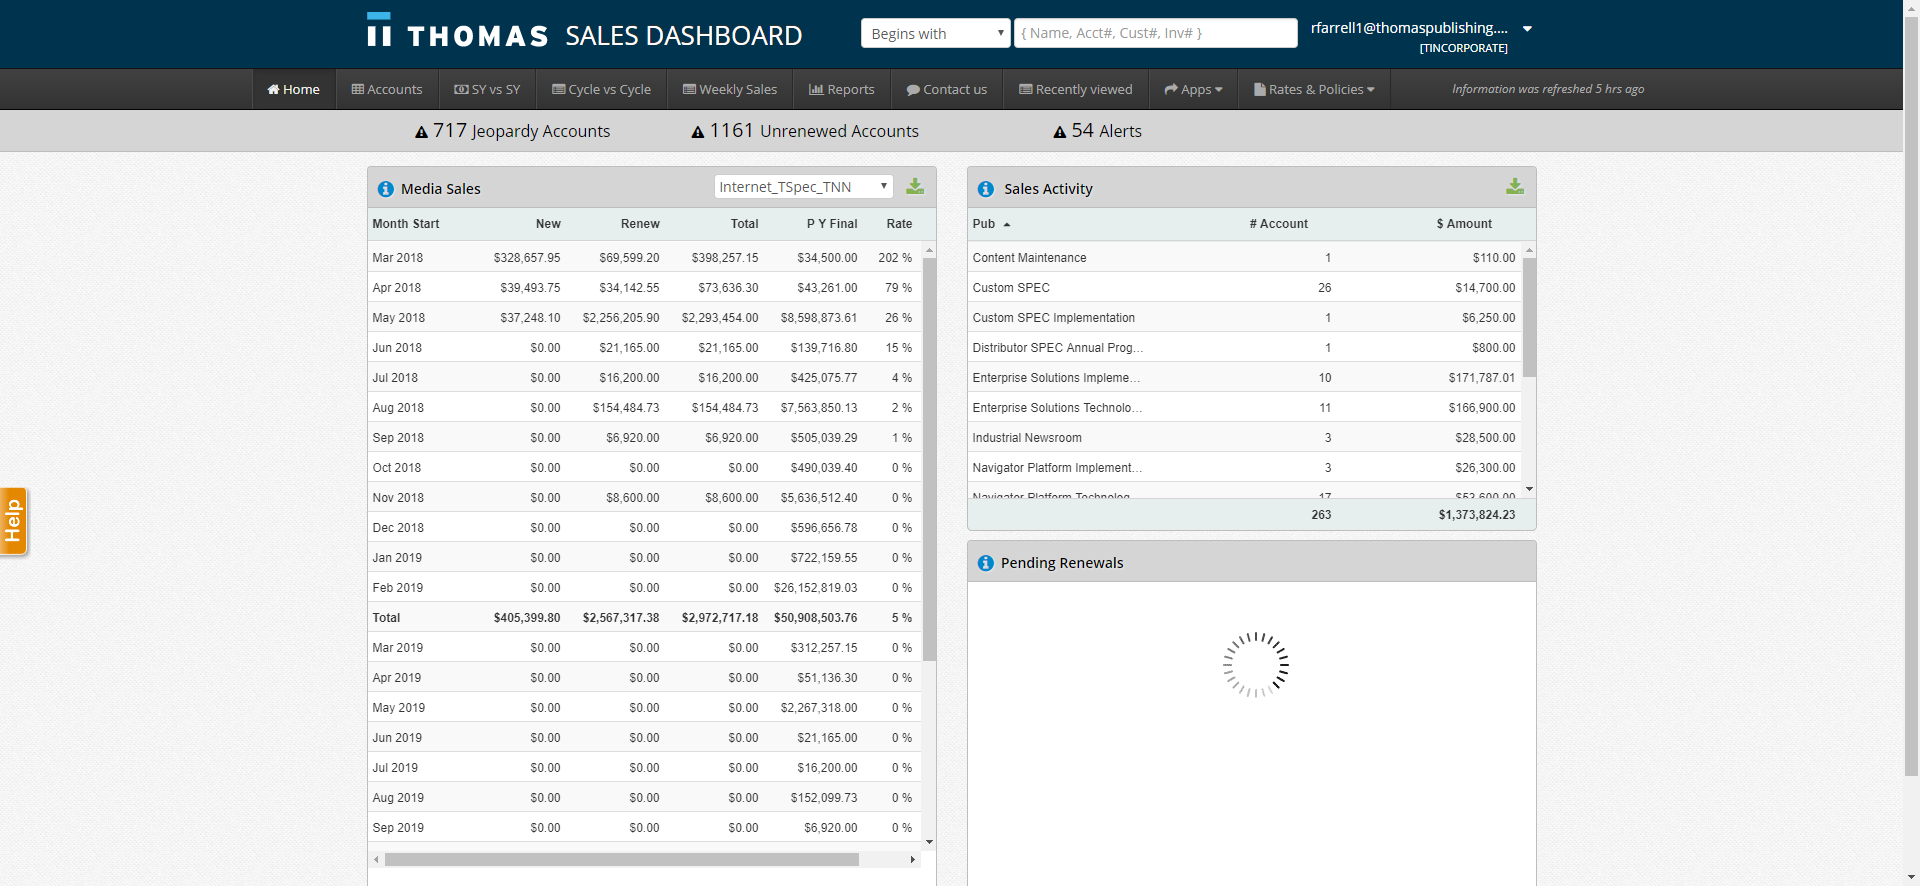 THOMAS SALES DASHBOARD
Begins with
{ Name, Acct#, Cust#, Inv# }
rfarrell1@thomaspublishing....
[TINCORPORATE]
Home Accounts SY vs SY Cycle vs Cycle Weekly Sales Reports Contact us Recently viewed Apps Rates & Policies Information was refreshed 5 hrs ago
717 Jeopardy Accounts 1161 Unrenewed Accounts 54 Alerts
Media Sales Internet_TSpec_TNN
Month Start New Renew Total P Y Final Rate
Mar 2018 $328,657.95 $69,599.20 $398,257.15 $34,500.00 202 %
Apr 2018 $39,493.75 $34,142.55 $73,636.30 $43,261.00 79 %
May 2018 $37,248.10 $2,256,205.90 $2,293,454.00 $8,598,873.61 26 %
Jun 2018 $0.00 $21,165.00 $21,165.00 $139,716.80 15 %
Jul 2018 $0.00 $16,200.00 $16,200.00 $425,075.77 4 %
Aug 2018 $0.00 $154,484.73 $154,484.73 $7,563,850.13 2 %
Sep 2018 $0.00 $6,920.00 $6,920.00 $505,039.29 1 %
Oct 2018 $0.00 $0.00 $0.00 $490,039.40 0 %
Nov 2018 $0.00 $8,600.00 $8,600.00 $5,636,512.40 0 %
Dec 2018 $0.00 $0.00 $0.00 $596,656.78 0 %
Jan 2019 $0.00 $0.00 $0.00 $722,159.55 0 %
Feb 2019 $0.00 $0.00 $0.00 $26,152,819.03 0 %
Total $405,399.80 $2,567,317.38 $2,972,717.18 $50,908,503.76 5 %
Mar 2019 $0.00 $0.00 $0.00 $312,257.15 0 %
Apr 2019 $0.00 $0.00 $0.00 $51,136.30 0 %
May 2019 $0.00 $0.00 $0.00 $2,267,318.00 0 %
Jun 2019 $0.00 $0.00 $0.00 $21,165.00 0 %
Jul 2019 $0.00 $0.00 $0.00 $16,200.00 0 %
Aug 2019 $0.00 $0.00 $0.00 $152,099.73 0 %
Sep 2019 $0.00 $0.00 $0.00 $6,920.00 0 %
Sales Activity
Pub # Account $ Amount
Content Maintenance 1 $110.00
Custom SPEC 26 $14,700.00
Custom SPEC Implementation 1 $6,250.00
Distributor SPEC Annual Prog... 1 $800.00
Enterprise Solutions Impleme... 10 $171,787.01
Enterprise Solutions Technolo... 11 $166,900.00
Industrial Newsroom 3 $28,500.00
Navigator Platform Implement... 3 $26,300.00
Navigator Platform Technolog... 17 $53,600.00
263 $1,373,824.23
Pending Renewals
Help